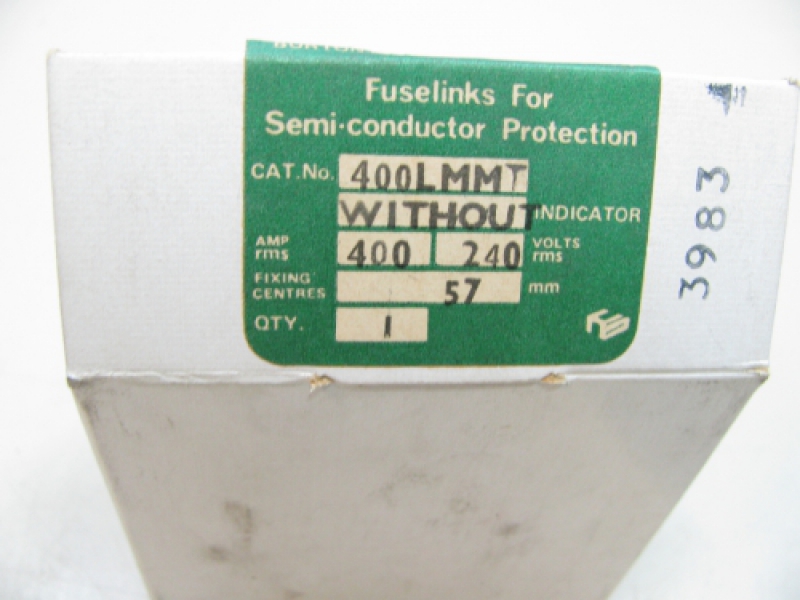 Fuselinks For
Semi-conductor Protection
CAT.No. 400LMMT
WITHOUT INDICATOR
AMP rms 400 240 VOLTS rms
FIXING CENTRES 57 mm
QTY. 1
3983